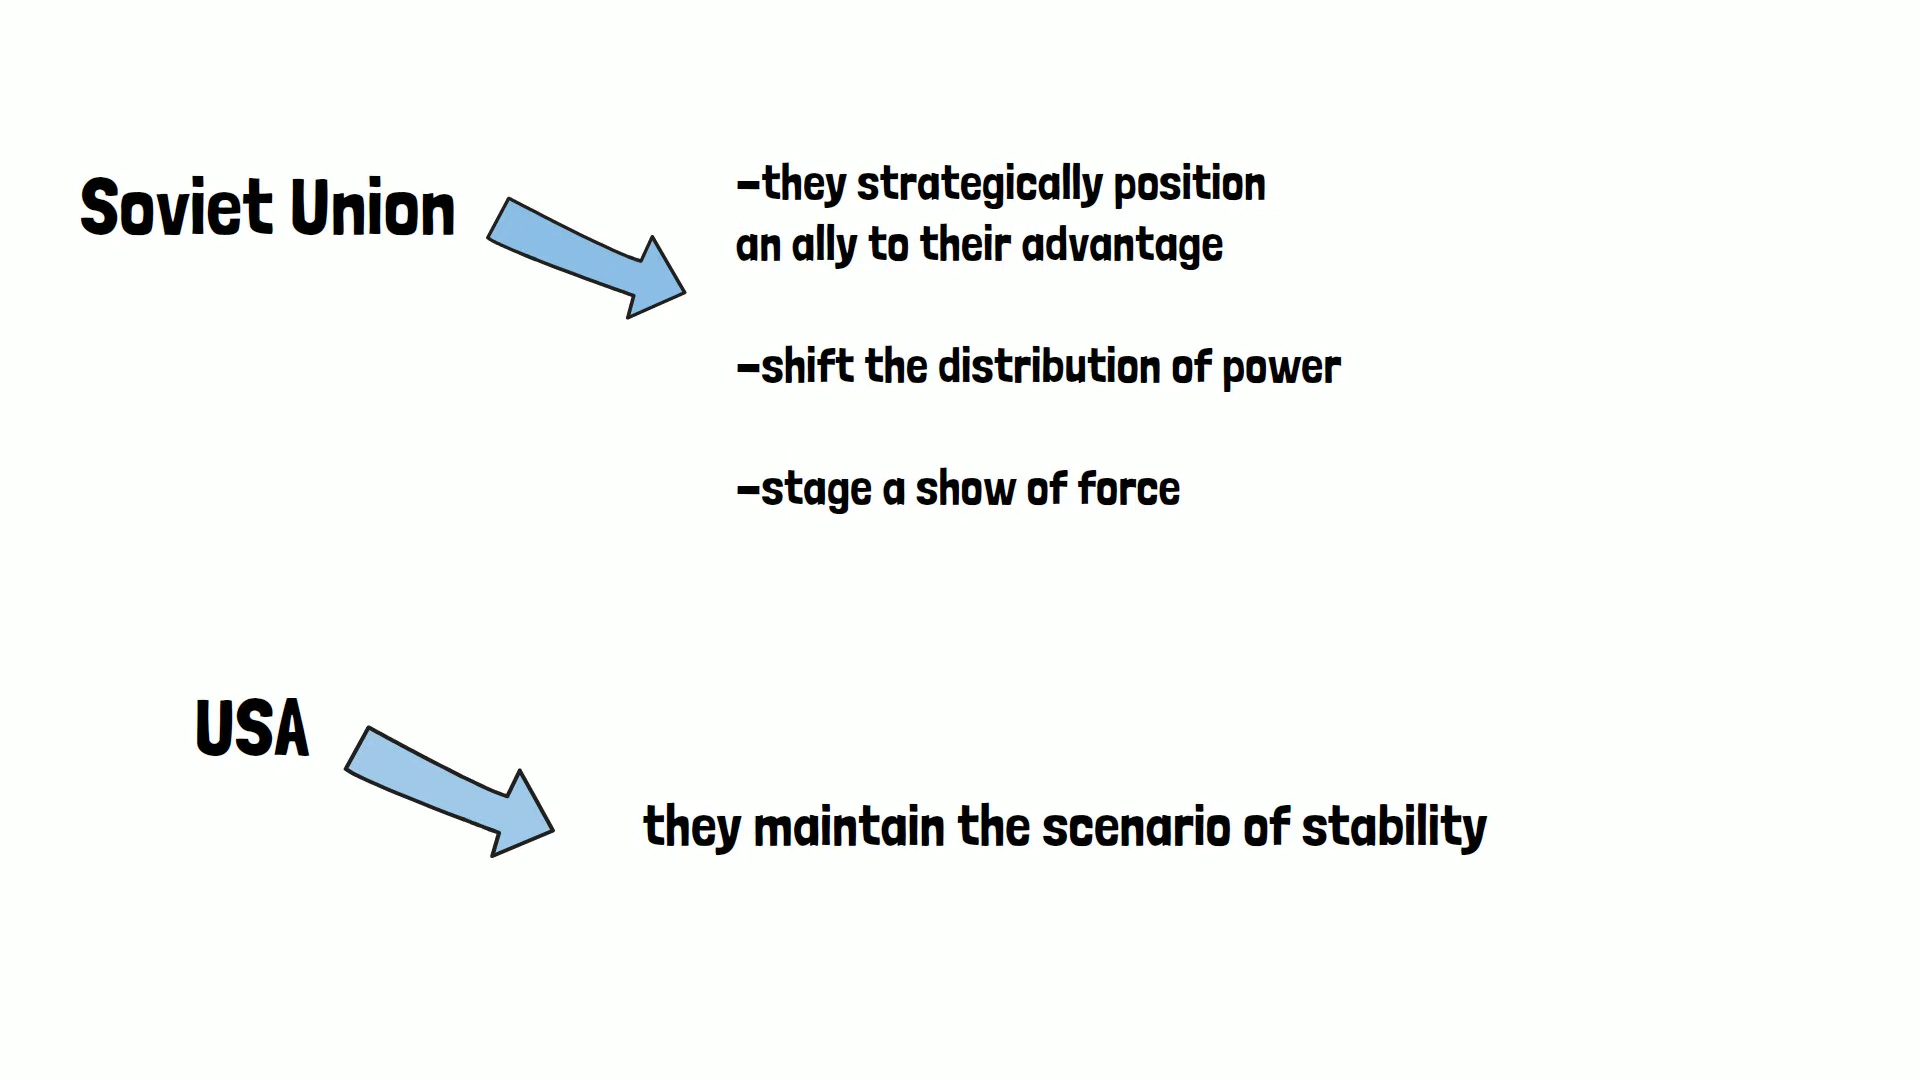 Soviet Union
–they strategically position
an ally to their advantage
–shift the distribution of power
–stage a show of force
USA
they maintain the scenario of stability